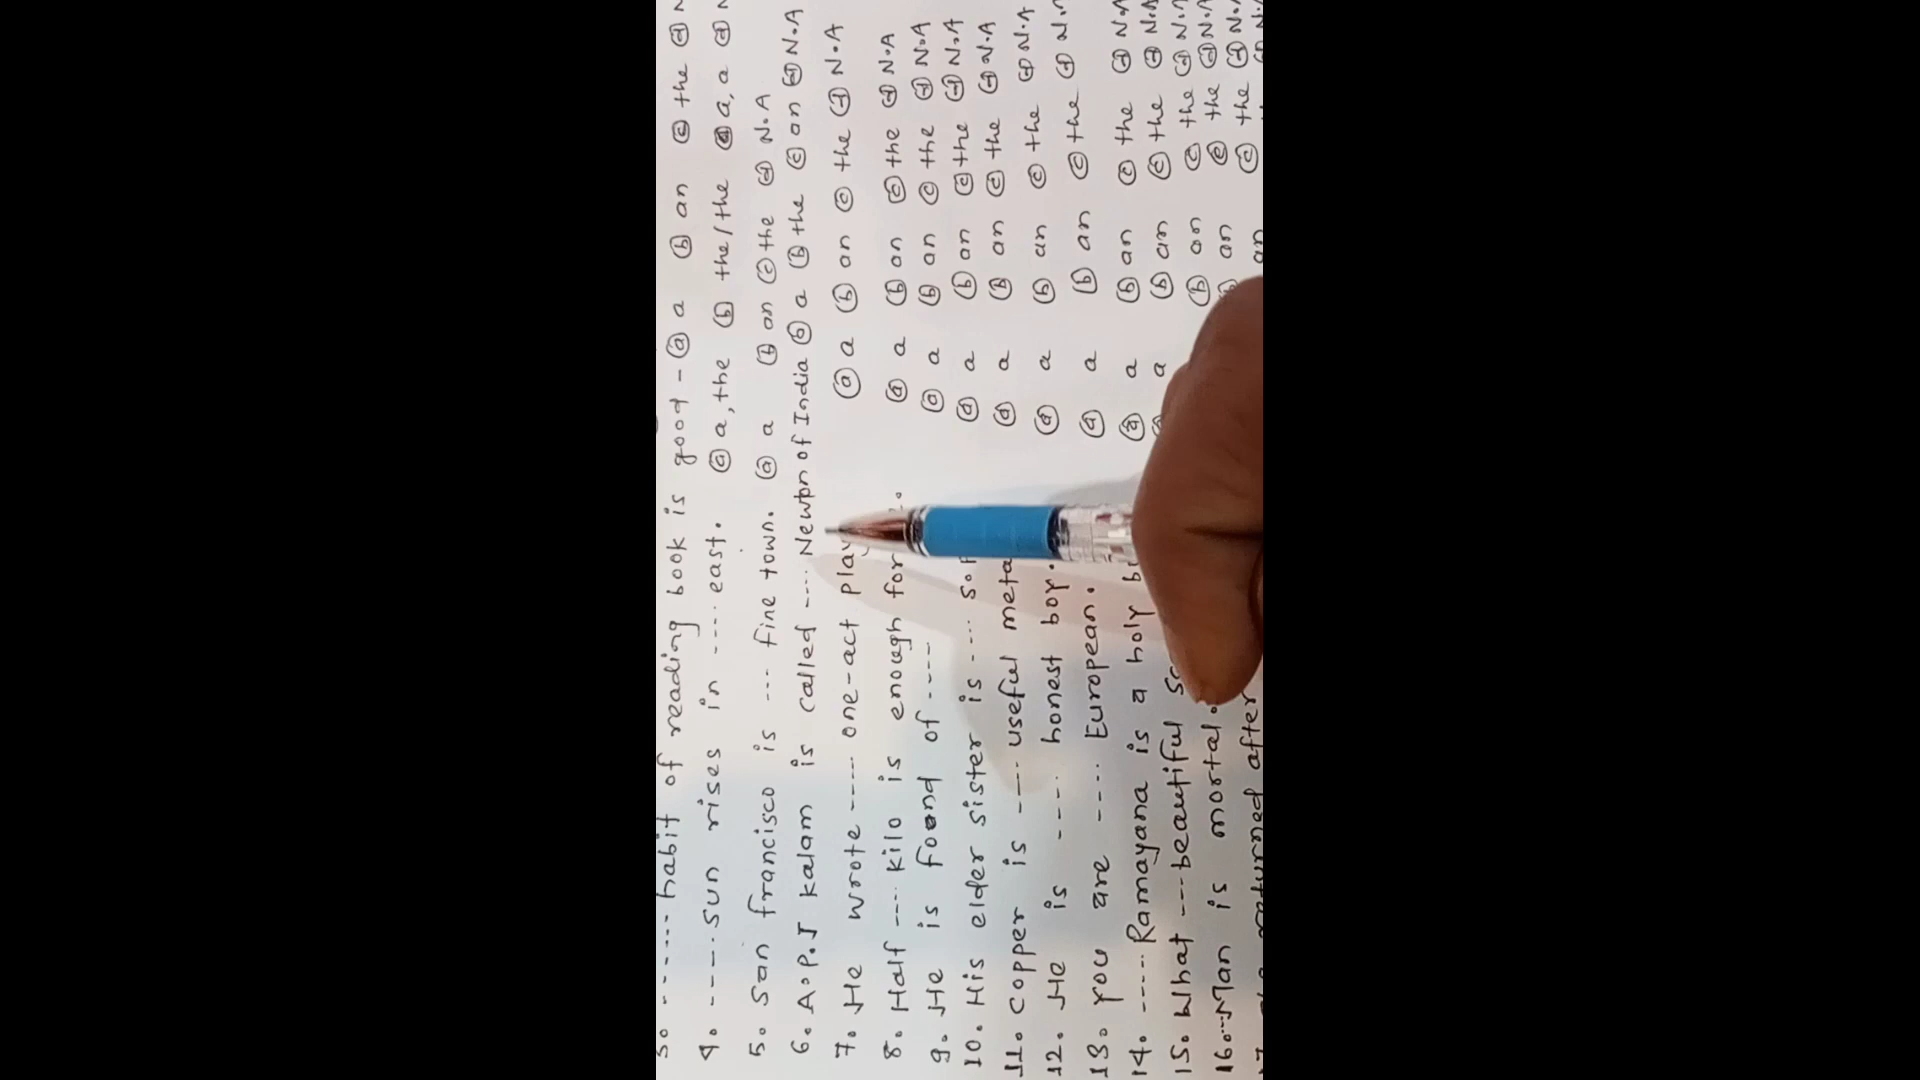 3. ------habit of reading book is good - ⓐ a ⓑ an ⓒ the ⓓ
4. -----sun rises in ----east. ⓐ a, the ⓑ the/the ⓒ a, a ⓓ
5. San francisco is --- fine town. ⓐ a ⓑ an ⓒ the ⓓ N.A
6. A.P.J kalam is called ---- Newton of India ⓐ a ⓑ the ⓒ an ⓓ N.A
7. He wrote ----- one-act play ⓐ a ⓑ an ⓒ the ⓓ N.A
8. Half ---- kilo is enough for ⓐ a ⓑ an ⓒ the ⓓ N.A
9. He is fond of ----- ⓐ a ⓑ an ⓒ the ⓓ N.A
10. His elder sister is ---- ⓐ a ⓑ an ⓒ the ⓓ N.A
11. copper is ---- useful ⓐ a ⓑ an ⓒ the ⓓ N.A
12. He is ----- honest boy. ⓐ a ⓑ an ⓒ the ⓓ N.A
13. you are ---- European. ⓐ a ⓑ an ⓒ the ⓓ N.A
14. ----- Ramayana is a holy ⓐ a ⓑ an ⓒ the ⓓ N.A
15. What ---beautiful a ⓑ an ⓒ the ⓓ N.A
16. ---Man is mortal. ⓑ an ⓒ the ⓓ N.A
returned after an ⓒ the ⓓ N.A